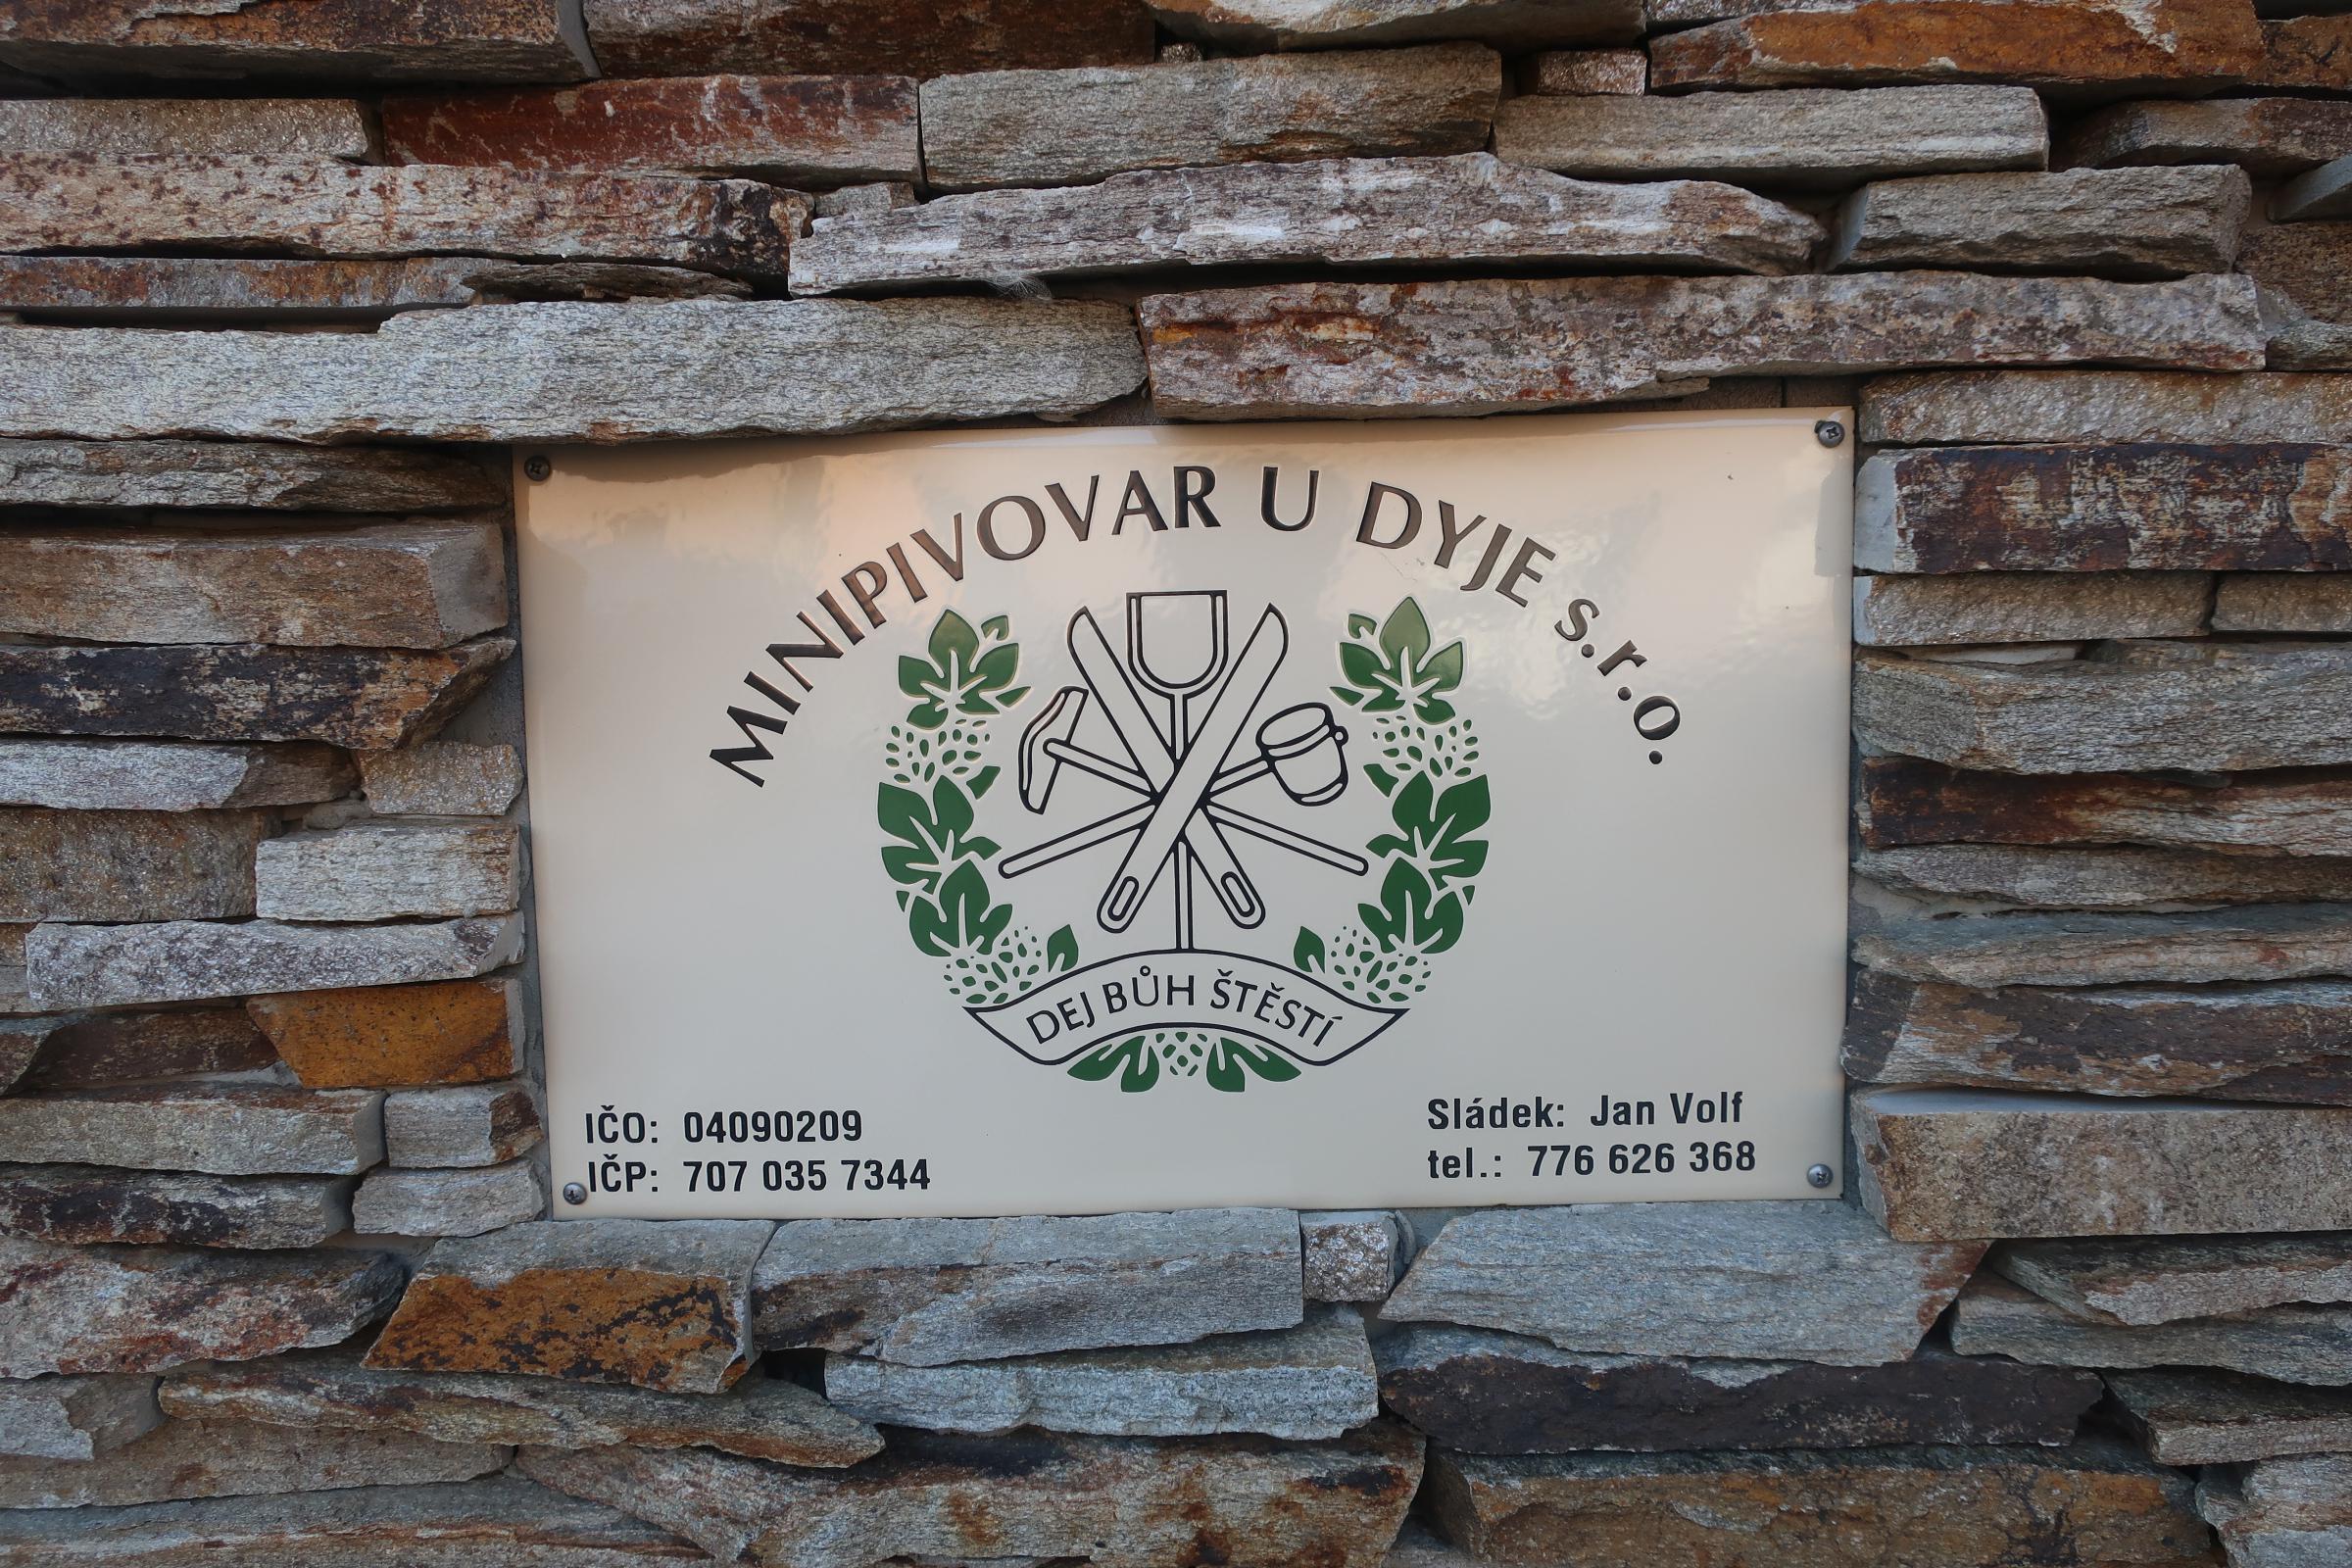 MINIPIVOVAR U DYJE s.r.o.
DEJ BŮH ŠTĚSTÍ
IČO: 04090209
IČP: 707 035 7344
Sládek: Jan Volf
tel.: 776 626 368